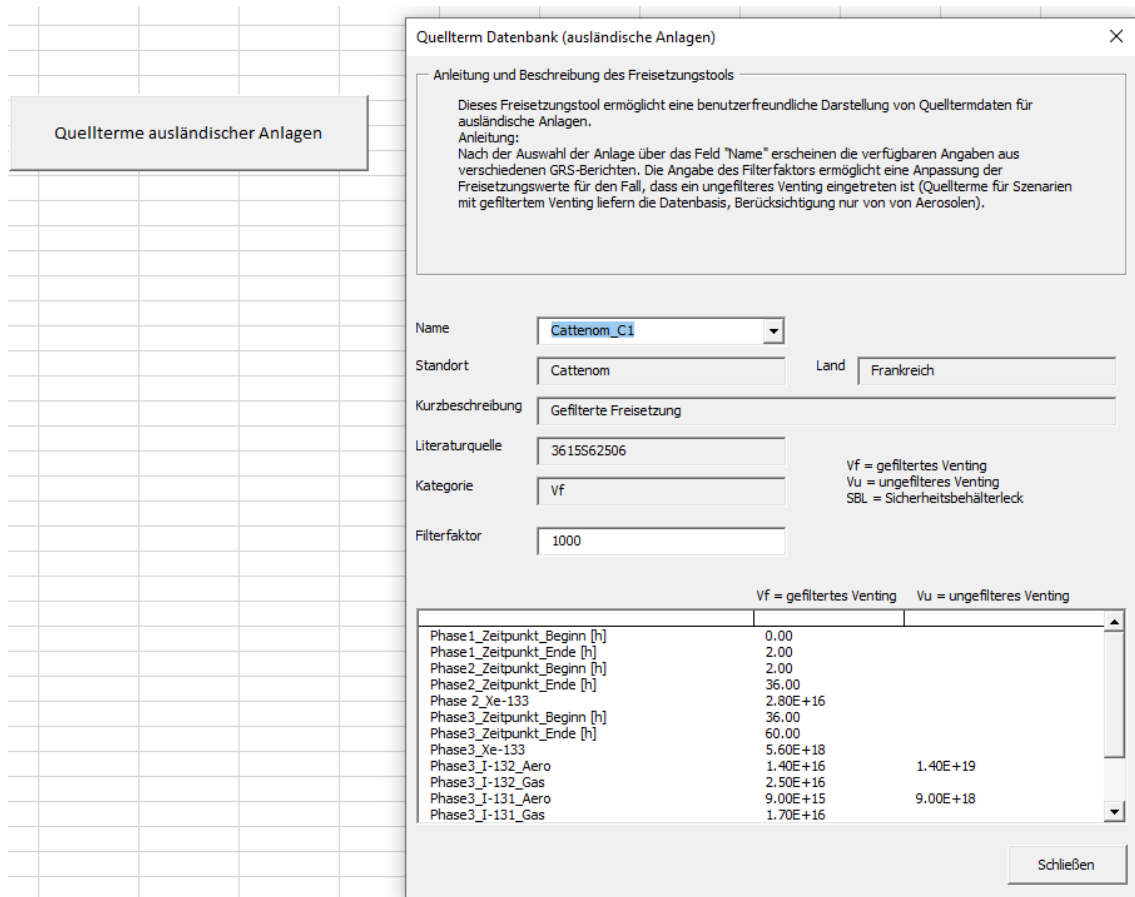 Quellterme ausländischer Anlagen
Quellterm Datenbank (ausländische Anlagen)
Anleitung und Beschreibung des Freisetzungstools
Dieses Freisetzungstool ermöglicht eine benutzerfreundliche Darstellung von Quelltermdaten für
ausländische Anlagen.
Anleitung:
Nach der Auswahl der Anlage über das Feld "Name" erscheinen die verfügbaren Angaben aus
verschiedenen GRS-Berichten. Die Angabe des Filterfaktors ermöglicht eine Anpassung der
Freisetzungswerte für den Fall, dass ein ungefilteres Venting eingetreten ist (Quellterme für Szenarien
mit gefiltertem Venting liefern die Datenbasis, Berücksichtigung nur von von Aerosolen).
Name Cattenom_C1
Standort Cattenom Land Frankreich
Kurzbeschreibung Gefilterte Freisetzung
Literaturquelle 3615S62506
Vf = gefiltertes Venting
Vu = ungefilteres Venting
SBL = Sicherheitsbehälterleck
Kategorie Vf
Filterfaktor 1000
Vf = gefiltertes Venting Vu = ungefilteres Venting
Phase1_Zeitpunkt_Beginn [h] 0.00
Phase1_Zeitpunkt_Ende [h] 2.00
Phase2_Zeitpunkt_Beginn [h] 2.00
Phase2_Zeitpunkt_Ende [h] 36.00
Phase 2_Xe-133 2.80E+16
Phase3_Zeitpunkt_Beginn [h] 36.00
Phase3_Zeitpunkt_Ende [h] 60.00
Phase3_Xe-133 5.60E+18
Phase3_I-132_Aero 1.40E+16 1.40E+19
Phase3_I-132_Gas 2.50E+16
Phase3_I-131_Aero 9.00E+15 9.00E+18
Phase3_I-131_Gas 1.70E+16
Schließen